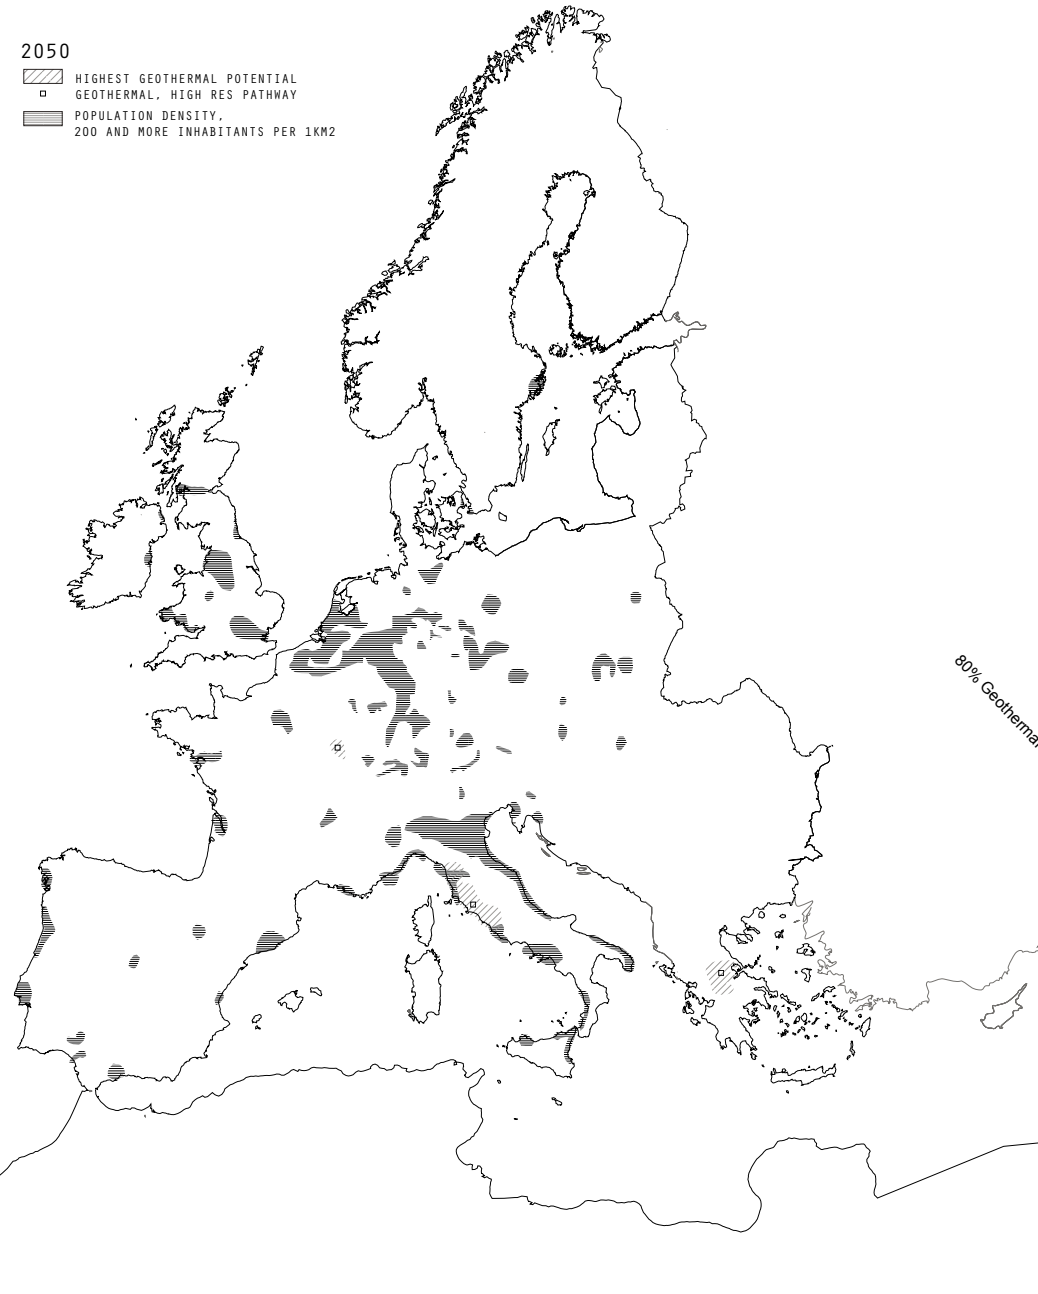 2050
HIGHEST GEOTHERMAL POTENTIAL
GEOTHERMAL, HIGH RES PATHWAY
POPULATION DENSITY,
200 AND MORE INHABITANTS PER 1KM2
80% Geotherma